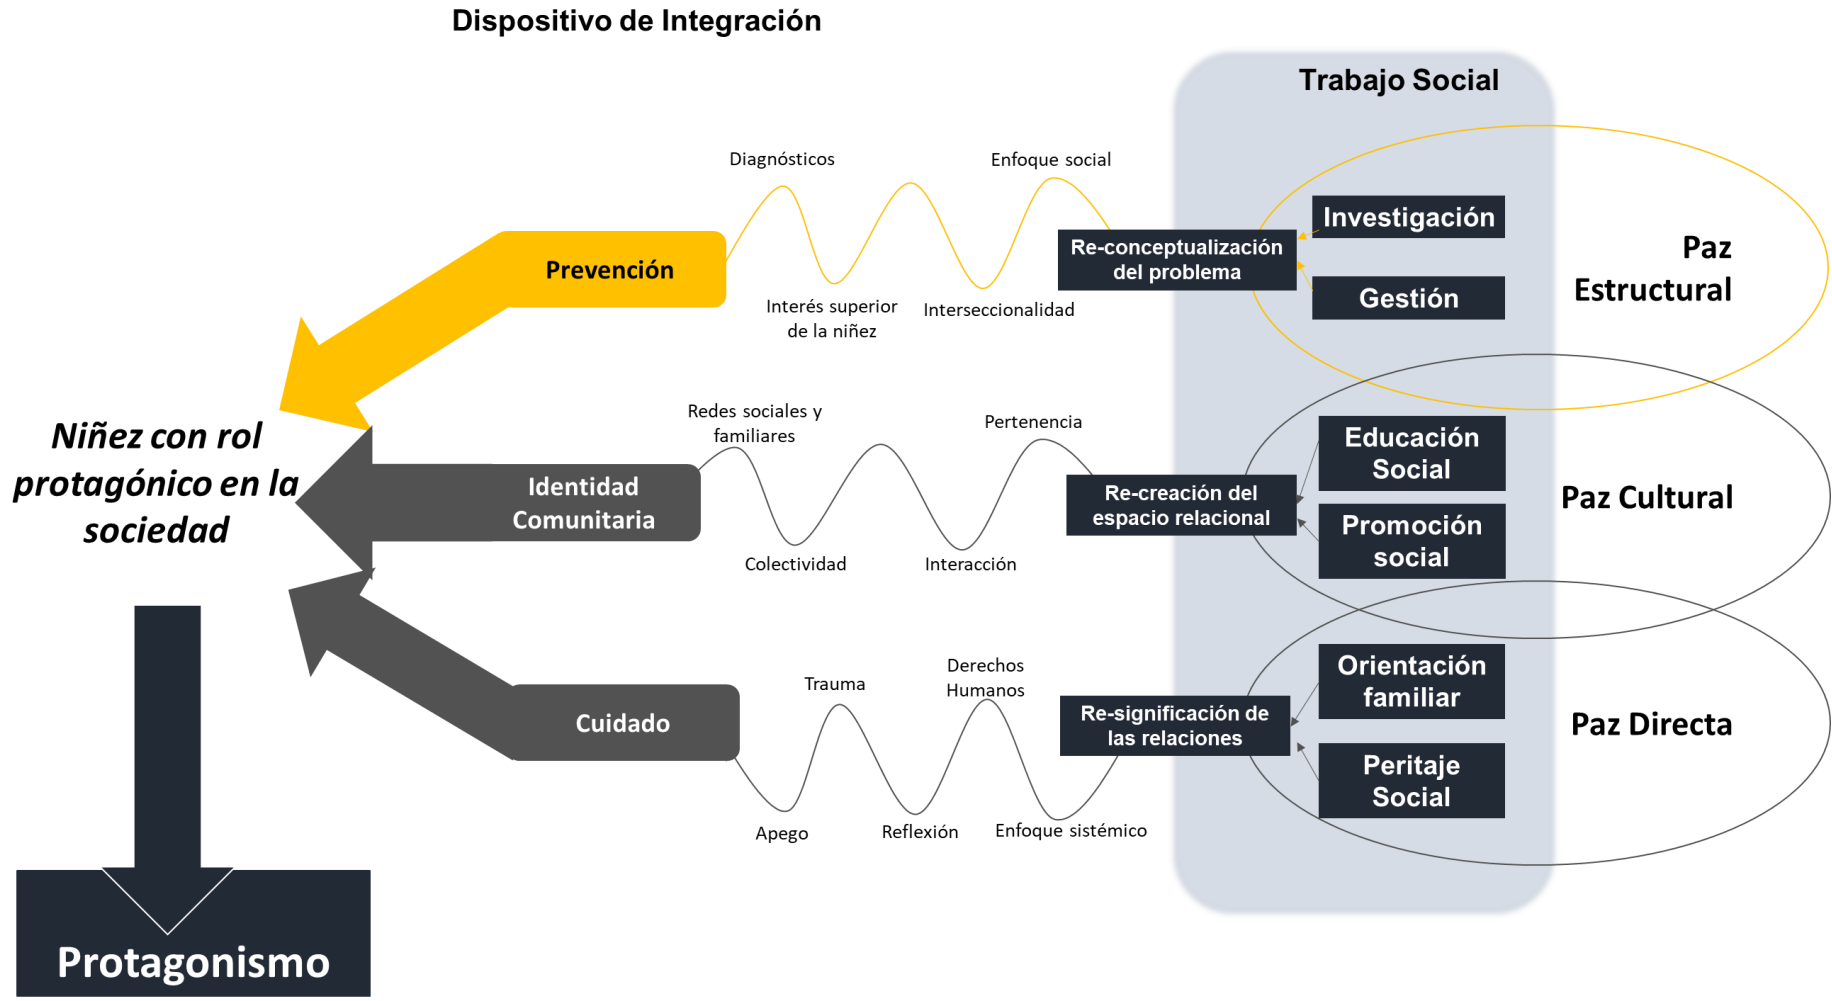 Dispositivo de Integración
Trabajo Social
Diagnósticos
Enfoque social
Interés superior
de la niñez
Interseccionalidad
Prevención
Re-conceptualización
del problema
Investigación
Gestión
Paz
Estructural
Niñez con rol
protagónico en la
sociedad
Redes sociales y
familiares
Pertenencia
Colectividad
Interacción
Identidad
Comunitaria
Re-creación del
espacio relacional
Educación
Social
Promoción
social
Paz Cultural
Cuidado
Trauma
Derechos
Humanos
Apego
Reflexión
Enfoque sistémico
Re-significación de
las relaciones
Orientación
familiar
Peritaje
Social
Paz Directa
Protagonismo